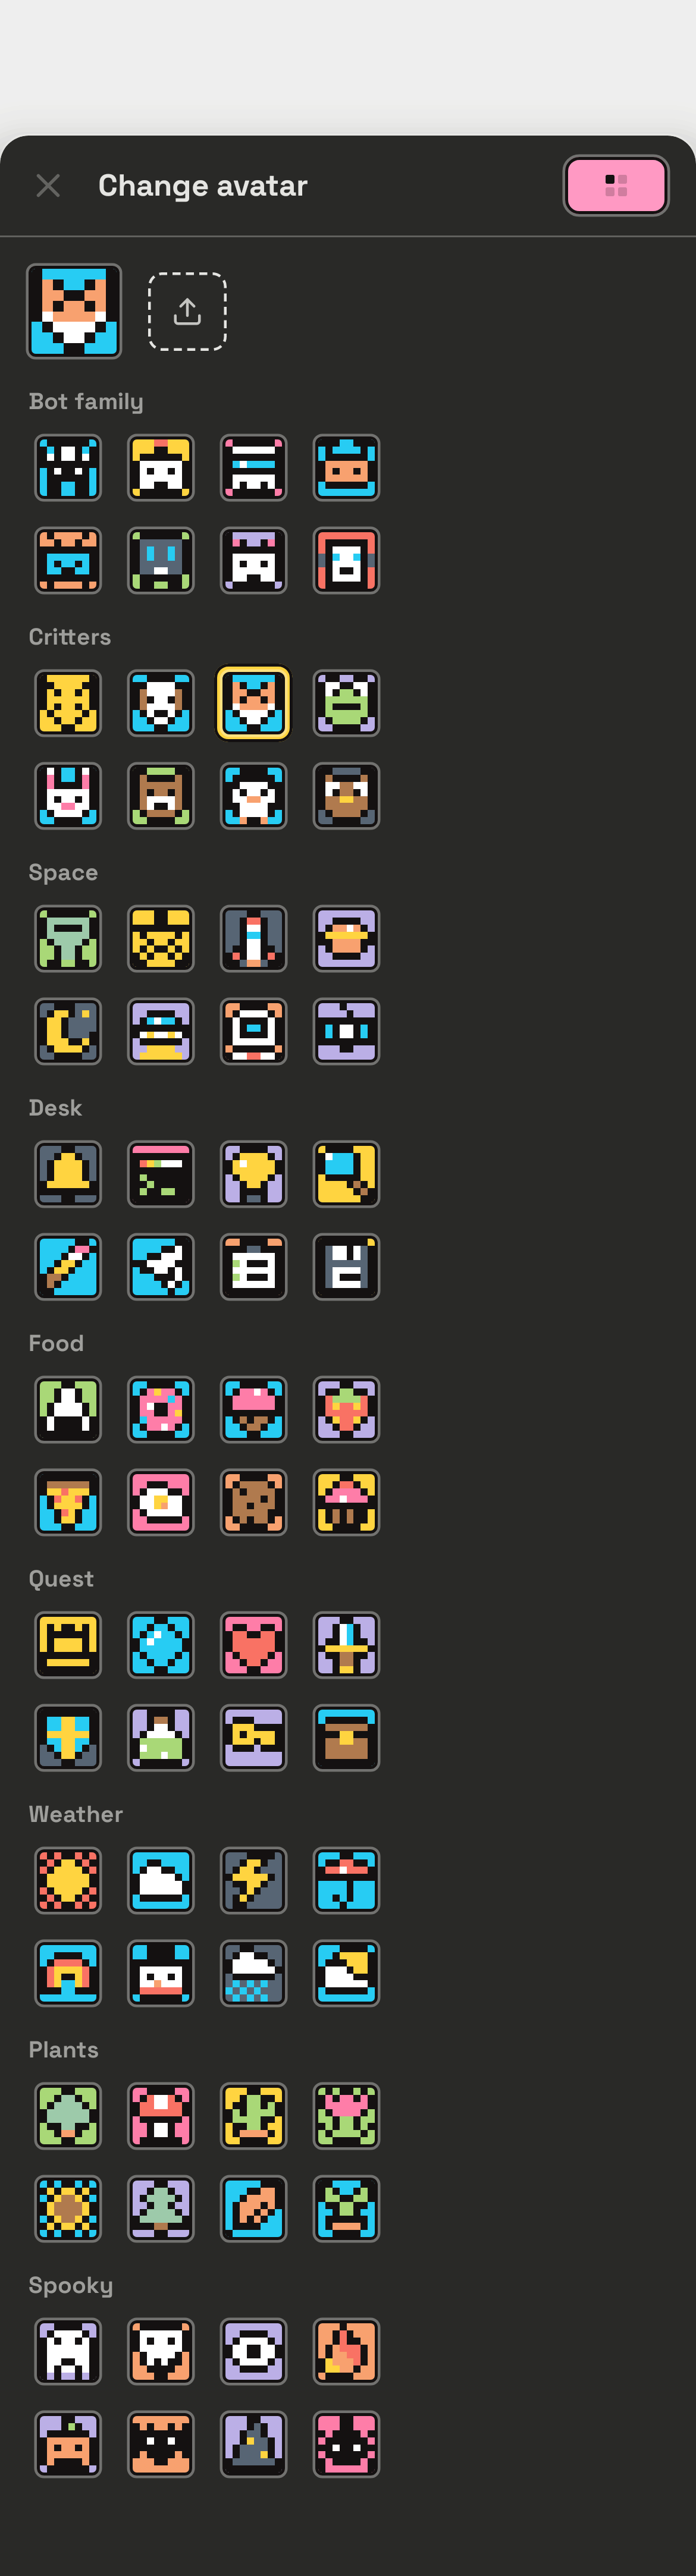 Change avatar
Bot family
Critters
Space
Desk
Food
Quest
Weather
Plants
Spooky